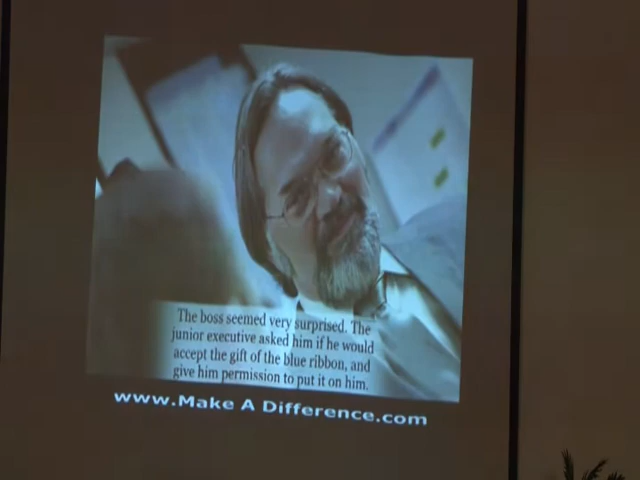 The boss seemed very surprised. The
junior executive asked him if he would
accept the gift of the blue ribbon, and
give him permission to put it on him.
www.Make A Difference.com